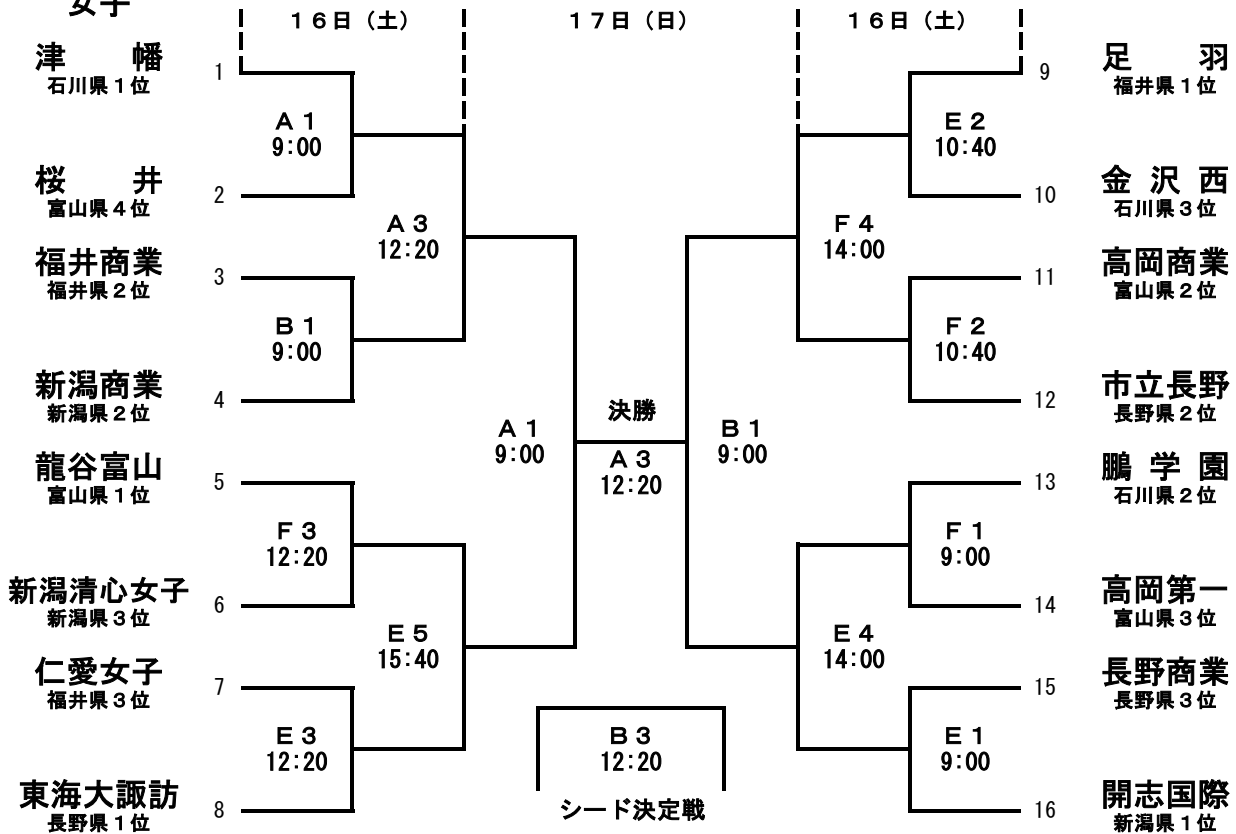 女子
１６日（土）
１７日（日）
１６日（土）
津　　幡
石川県１位
1
Ａ１
9:00
桜　　井
富山県４位
2
Ａ３
12:20
福井商業
福井県２位
3
Ｂ１
9:00
新潟商業
新潟県２位
4
Ａ１
9:00
龍谷富山
富山県１位
5
Ｆ３
12:20
新潟清心女子
新潟県３位
6
Ｅ５
15:40
仁愛女子
福井県３位
7
Ｅ３
12:20
東海大諏訪
長野県１位
8
決勝
Ａ３
12:20
Ｂ３
12:20
シード決定戦
9
足　　羽
福井県１位
Ｅ２
10:40
10
金 沢 西
石川県３位
Ｆ４
14:00
11
高岡商業
富山県２位
Ｆ２
10:40
12
市立長野
長野県２位
Ｂ１
9:00
13
鵬 学 園
石川県２位
Ｆ１
9:00
14
高岡第一
富山県３位
Ｅ４
14:00
15
長野商業
長野県３位
Ｅ１
9:00
16
開志国際
新潟県１位